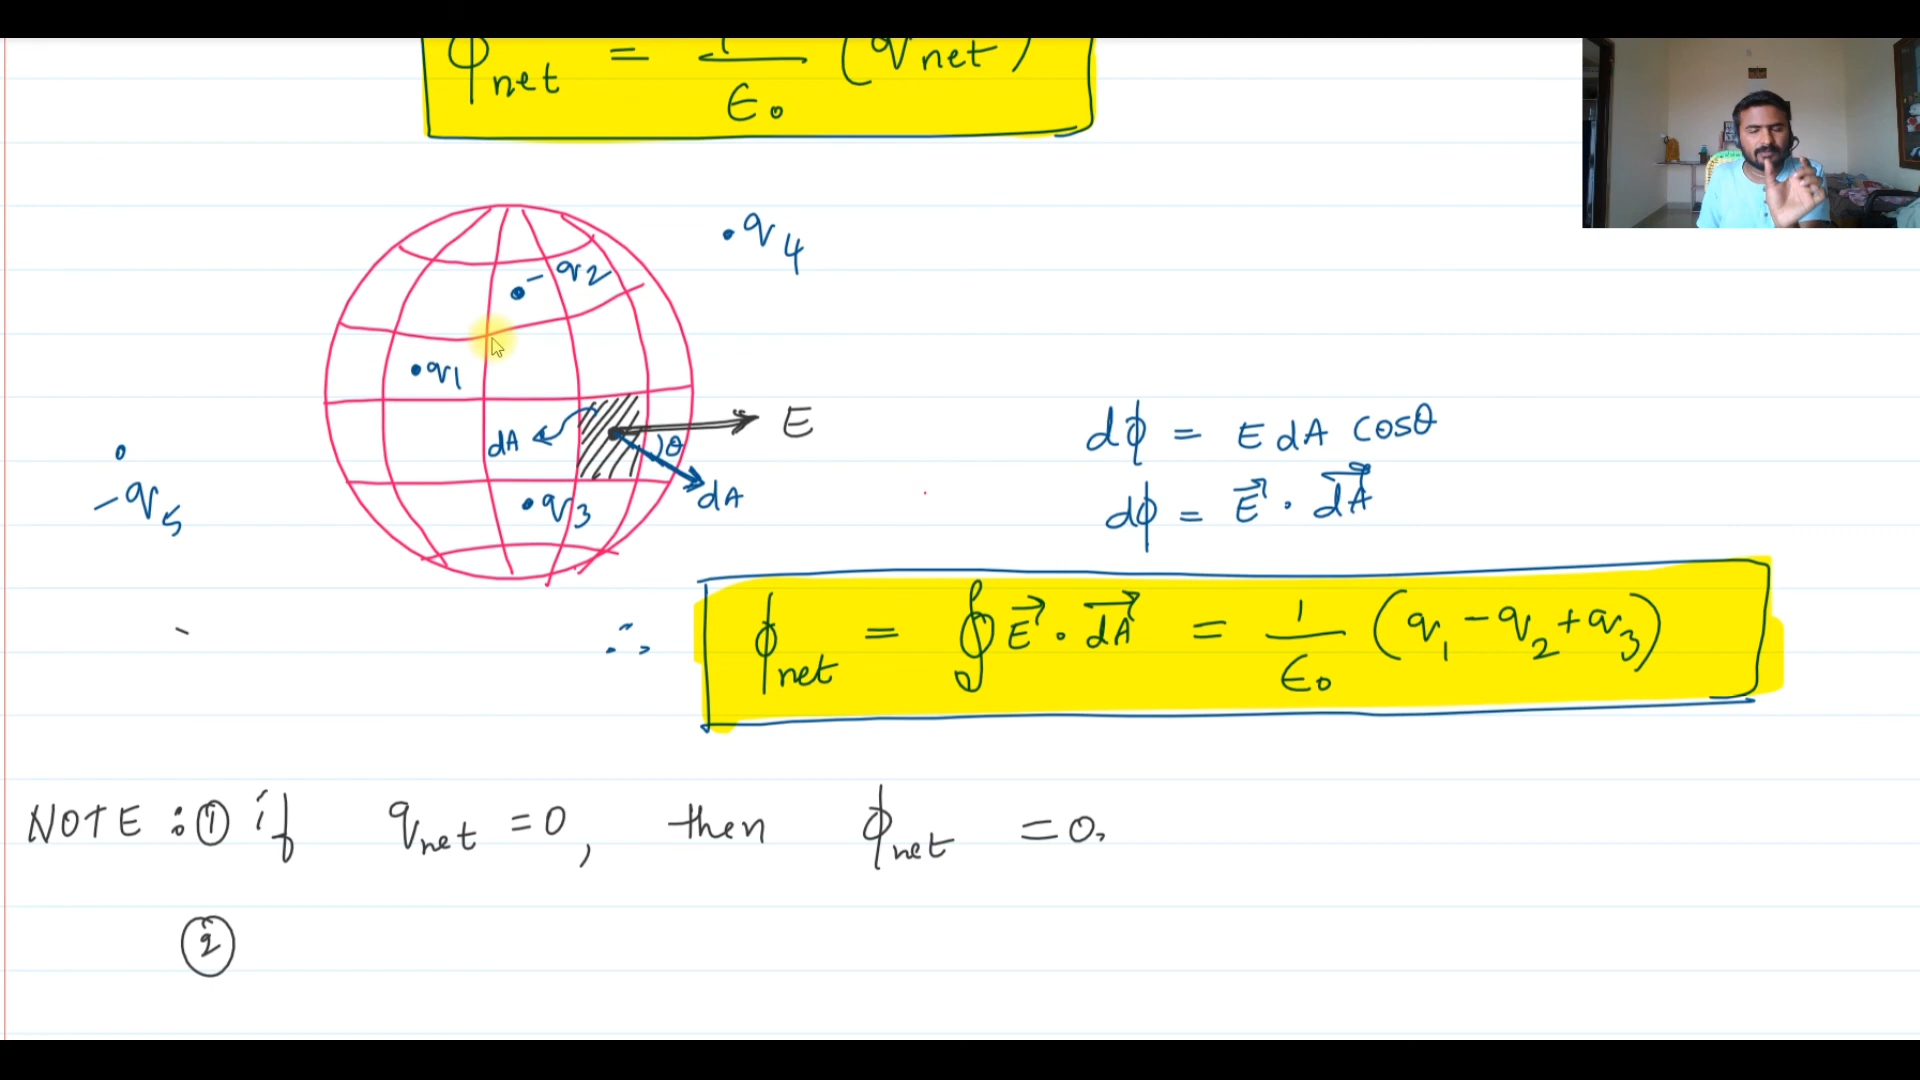 ϕnet = 1/ϵ₀ (qnet)
•q4
•-q2
•q1
E
dA
θ
dA
-q5
•q3
dϕ = E dA cosθ
dϕ = E⃗ · dA⃗
∴ ϕnet = ∮E⃗ · dA⃗ = 1/ϵ₀ (q1 - q2 + q3)
NOTE : ① if qnet = 0, then ϕnet = 0.
②